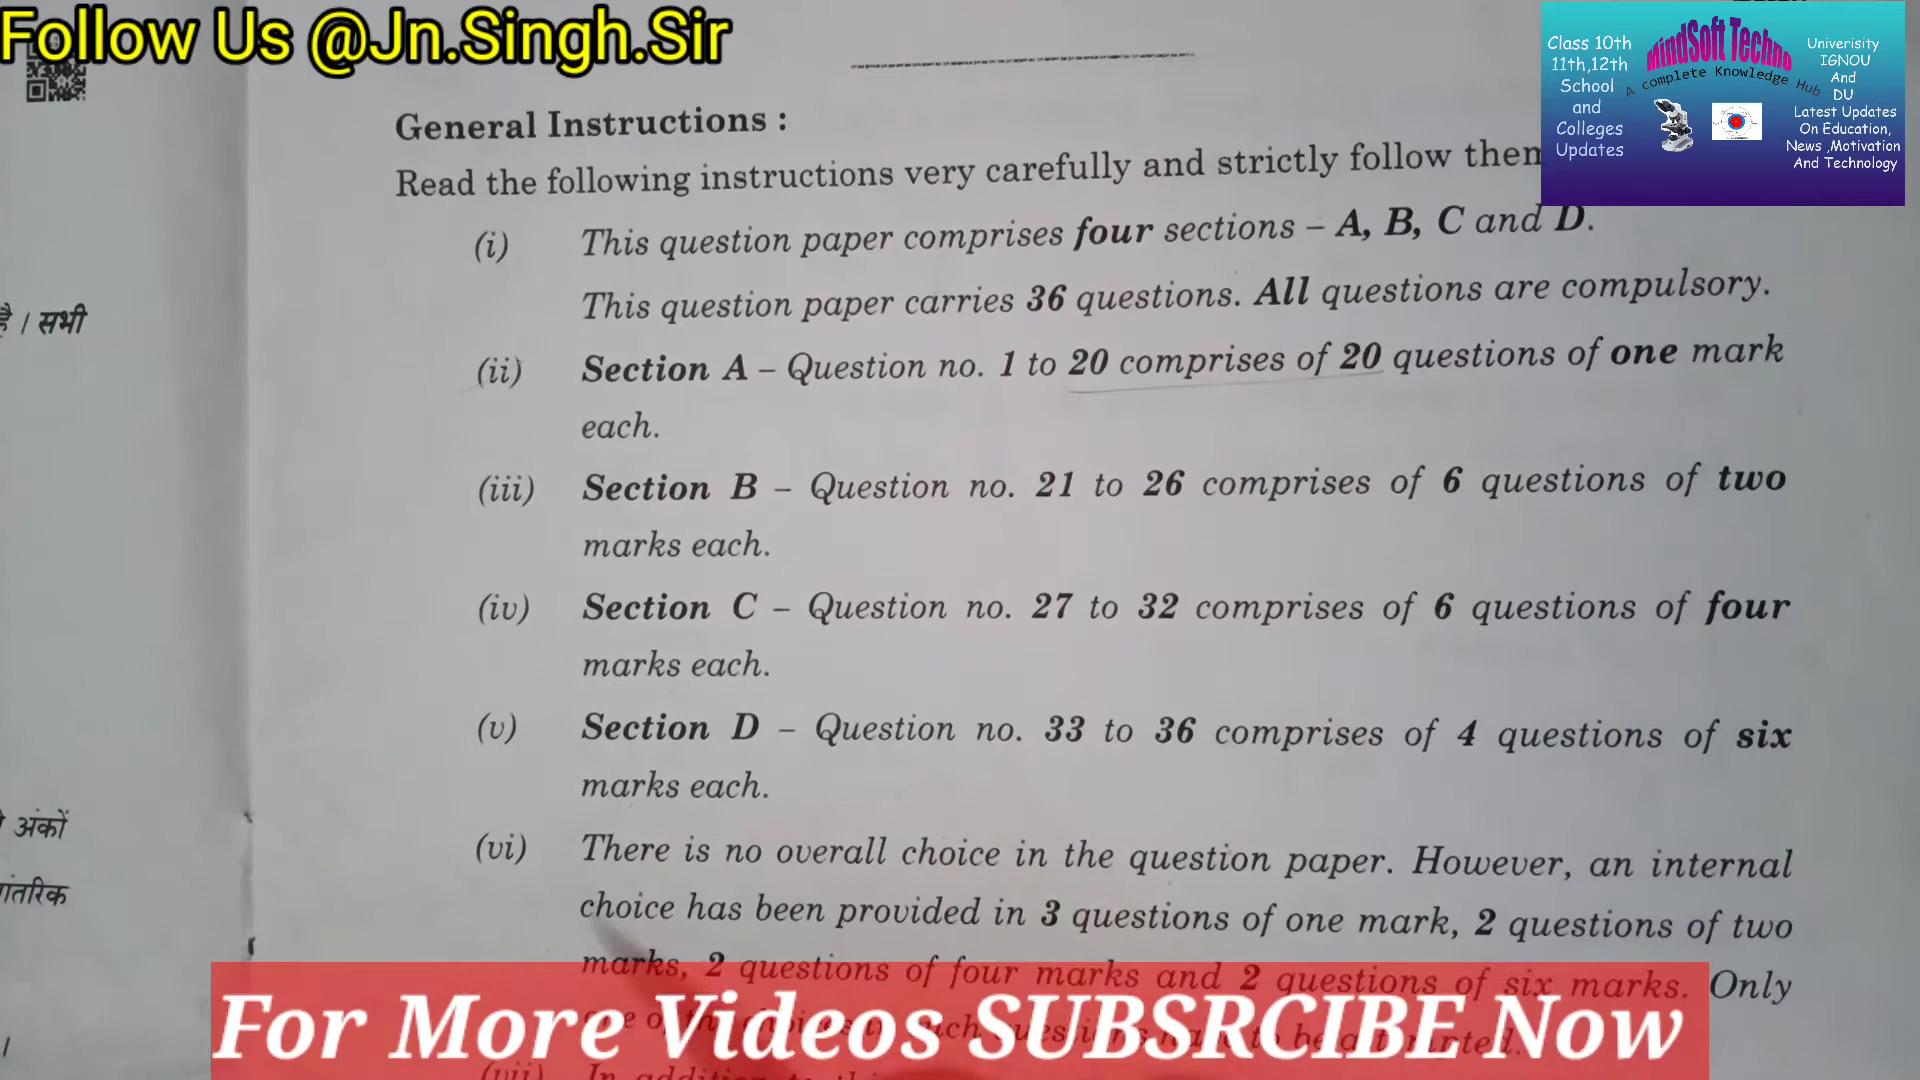 Follow Us @Jn.Singh.Sir
Class 10th
11th,12th
School
and
Colleges
Updates
MindSoft Techno
A complete Knowledge Hub
Univerisity
IGNOU
And
DU
Latest Updates
On Education,
News ,Motivation
And Technology
General Instructions :
Read the following instructions very carefully and strictly follow them
(i) This question paper comprises four sections – A, B, C and D.
This question paper carries 36 questions. All questions are compulsory.
(ii) Section A – Question no. 1 to 20 comprises of 20 questions of one mark
each.
(iii) Section B – Question no. 21 to 26 comprises of 6 questions of two
marks each.
(iv) Section C – Question no. 27 to 32 comprises of 6 questions of four
marks each.
(v) Section D – Question no. 33 to 36 comprises of 4 questions of six
marks each.
(vi) There is no overall choice in the question paper. However, an internal
choice has been provided in 3 questions of one mark, 2 questions of two
marks, 2 questions of four marks and 2 questions of six marks. Only
(vii) In addition to
है / सभी
अंकों
For More Videos SUBSRCIBE Now